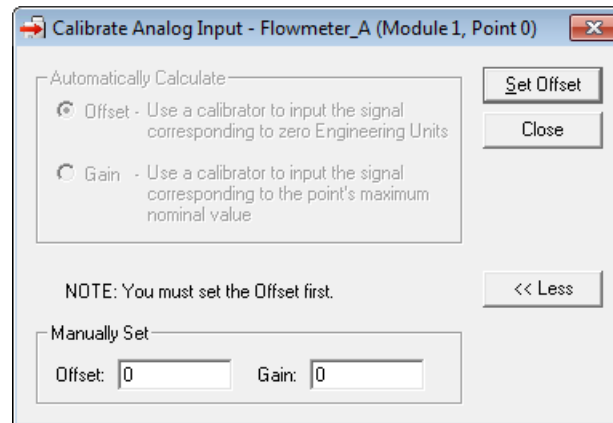 Calibrate Analog Input - Flowmeter_A (Module 1, Point 0)
Automatically Calculate
Offset - Use a calibrator to input the signal
corresponding to zero Engineering Units
Gain - Use a calibrator to input the signal
corresponding to the point's maximum
nominal value
Set Offset
Close
NOTE: You must set the Offset first.
<< Less
Manually Set
Offset: 0 Gain: 0